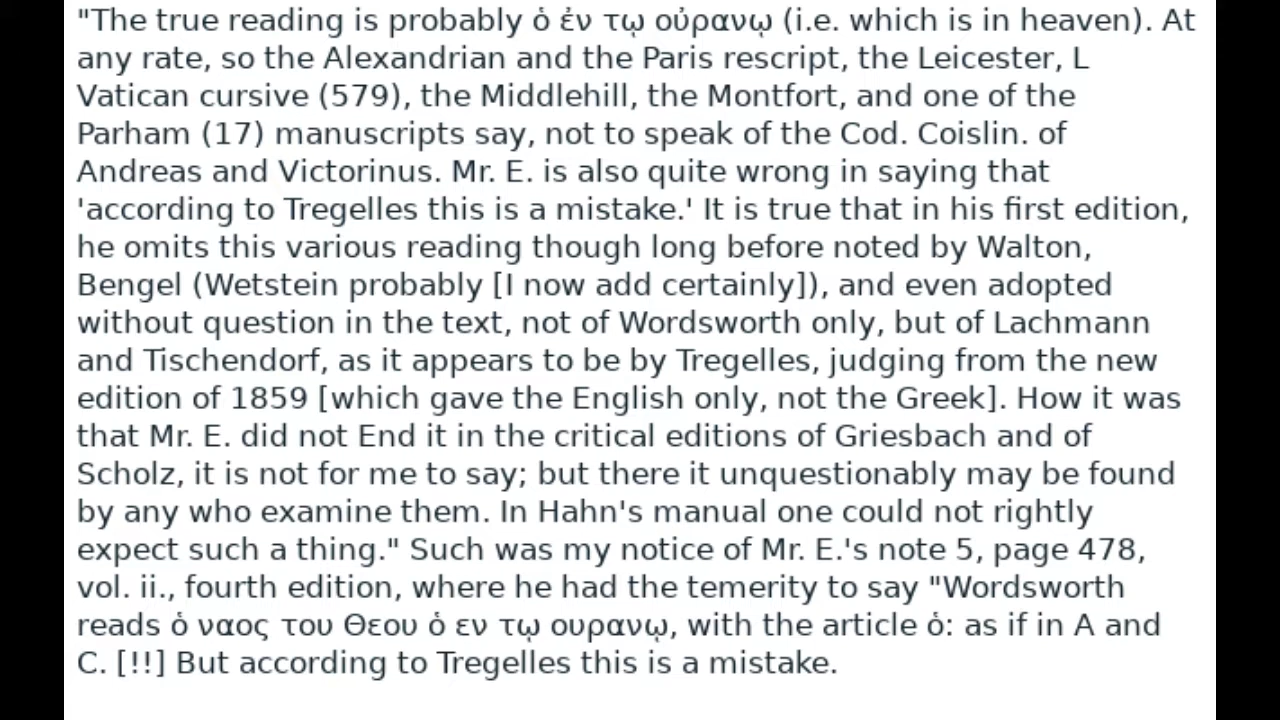 "The true reading is probably ὁ ἐν τῳ οὐρανῳ (i.e. which is in heaven). At
any rate, so the Alexandrian and the Paris rescript, the Leicester, L
Vatican cursive (579), the Middlehill, the Montfort, and one of the
Parham (17) manuscripts say, not to speak of the Cod. Coislin. of
Andreas and Victorinus. Mr. E. is also quite wrong in saying that
'according to Tregelles this is a mistake.' It is true that in his first edition,
he omits this various reading though long before noted by Walton,
Bengel (Wetstein probably [I now add certainly]), and even adopted
without question in the text, not of Wordsworth only, but of Lachmann
and Tischendorf, as it appears to be by Tregelles, judging from the new
edition of 1859 [which gave the English only, not the Greek]. How it was
that Mr. E. did not End it in the critical editions of Griesbach and of
Scholz, it is not for me to say; but there it unquestionably may be found
by any who examine them. In Hahn's manual one could not rightly
expect such a thing." Such was my notice of Mr. E.'s note 5, page 478,
vol. ii., fourth edition, where he had the temerity to say "Wordsworth
reads ὁ ναος του Θεου ὁ εν τῳ ουρανῳ, with the article ὁ: as if in A and
C. [!!] But according to Tregelles this is a mistake.